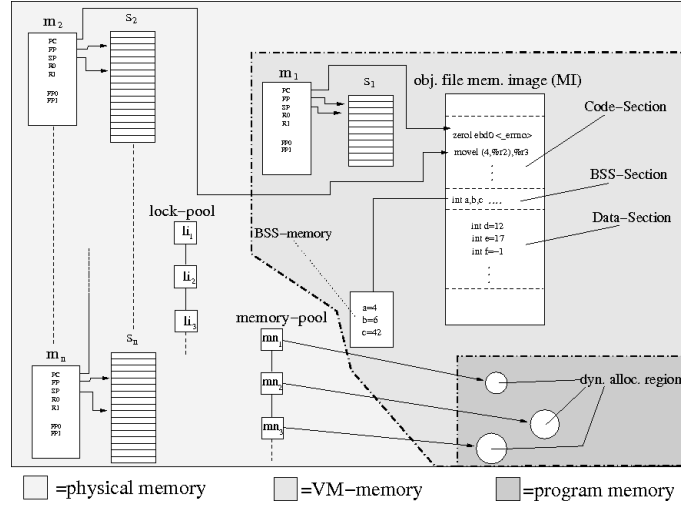 m2
s2
PC
FP
SP
R0
R1
FP0
FP1
m1
s1
PC
FP
SP
R0
R1
FP0
FP1
obj. file mem. image (MI)
zerol ebd0 <_errno>
movel (4,%r2),%r3
int a,b,c ....
int d=12
int e=17
int f=-1
Code-Section
BSS-Section
Data-Section
lock-pool
li1
li2
li3
BSS-memory
a=4
b=6
c=42
memory-pool
mn1
mn2
mn3
mn
sn
PC
FP
SP
R0
R1
FP0
FP1
dyn. alloc. region
=physical memory
=VM-memory
=program memory